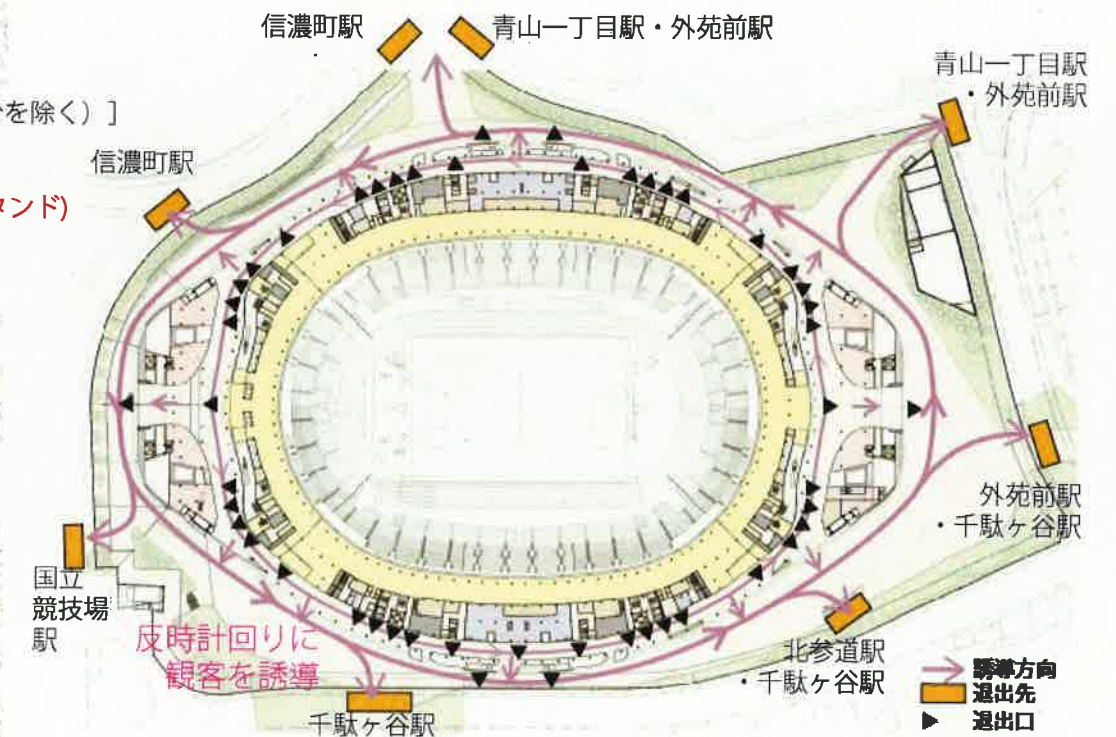 信濃町駅
青山一丁目駅・外苑前駅
青山一丁目駅
・外苑前駅
を除く）］
信濃町駅
タンド)
外苑前駅
・千駄ヶ谷駅
国立
競技場
駅
反時計回りに
観客を誘導
北参道駅
・千駄ヶ谷駅
千駄ヶ谷駅
誘導方向
退出先
退出口